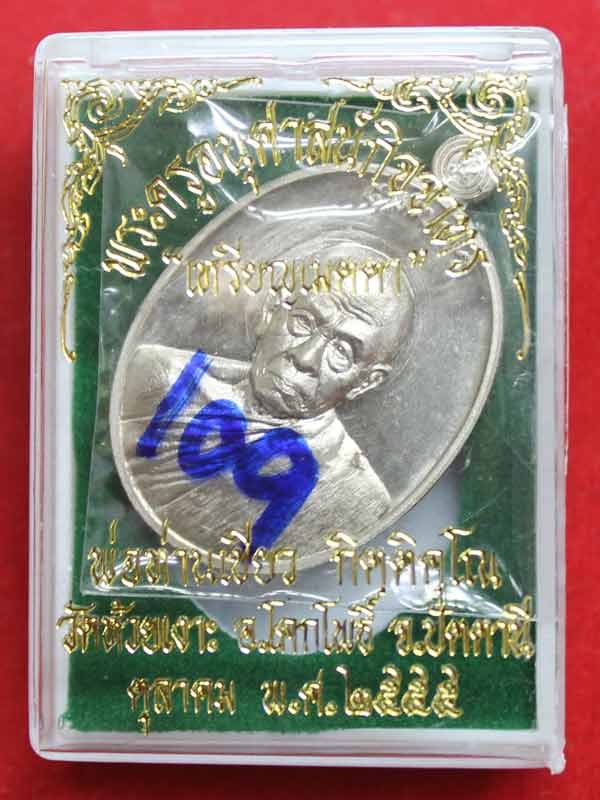 พระครูอนุศาสน์กิจจาทร
"เหรียญเมตตา"
109
พ่อท่านเขียว กิตติคุโณ
วัดห้วยเงาะ อ.โคกโพธิ์ จ.ปัตตานี
ตุลาคม พ.ศ.๒๕๕๕